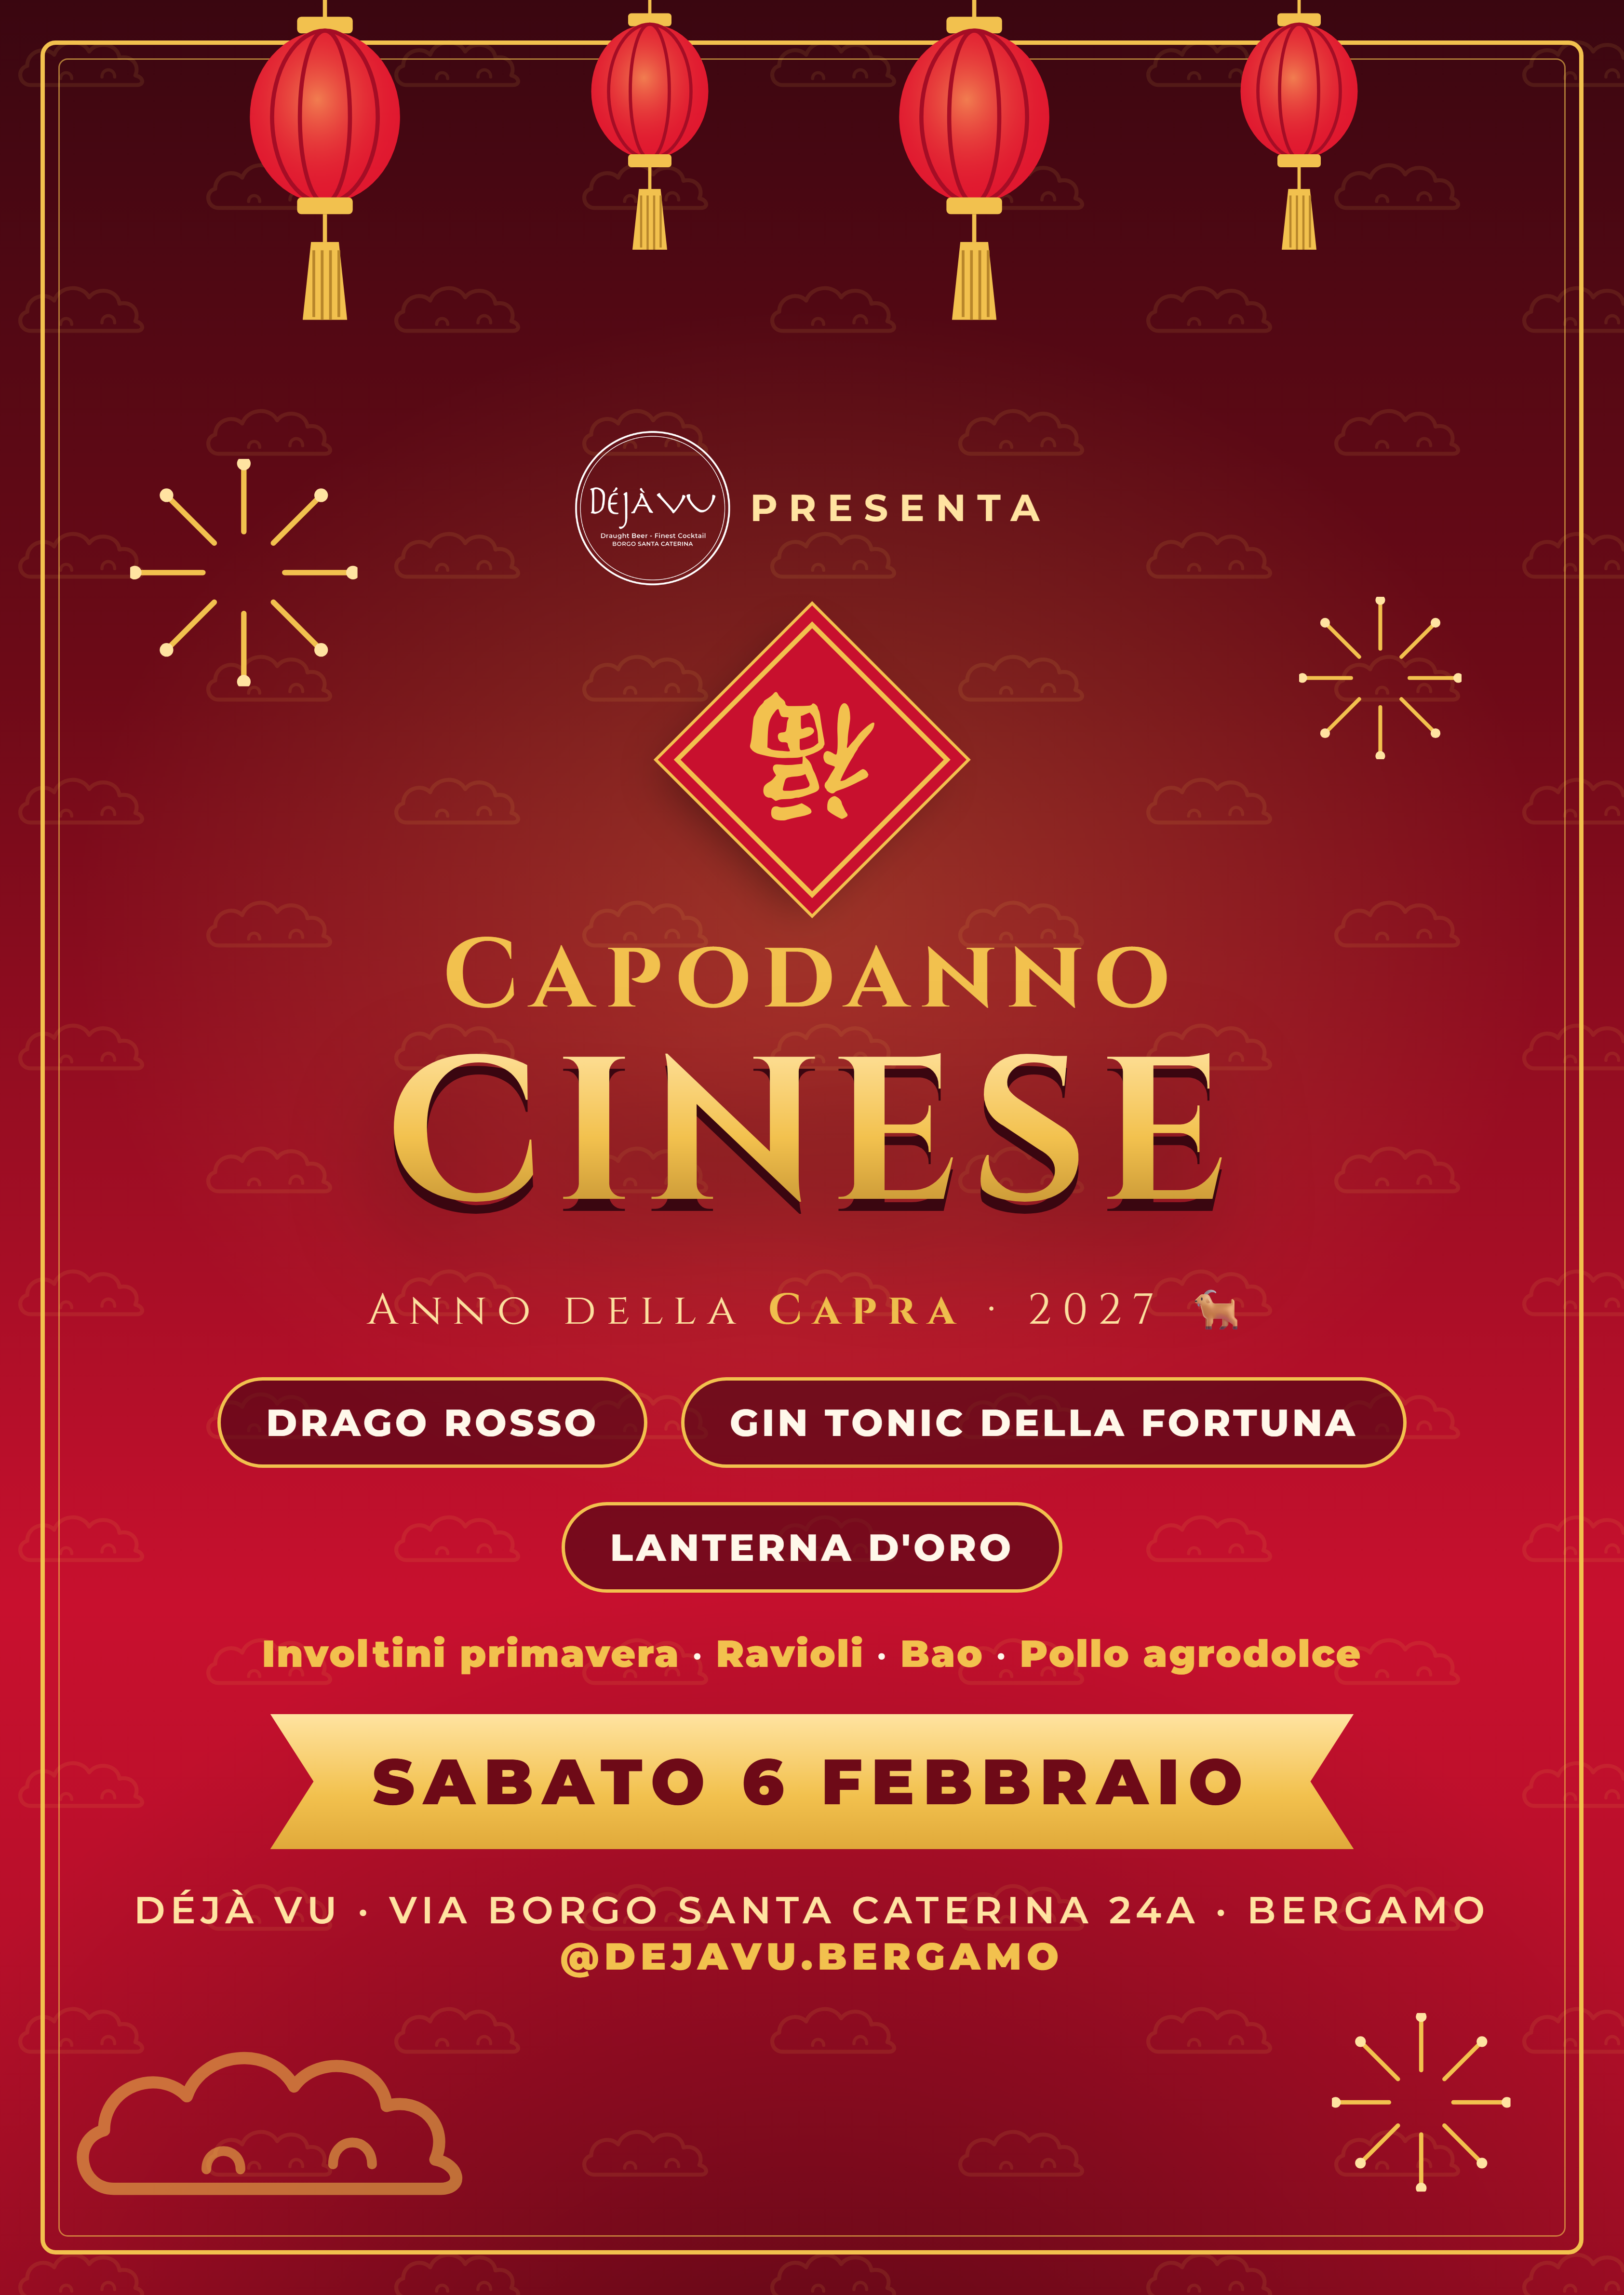 DÉJÀ VU
Draught Beer - Finest Cocktail
BORGO SANTA CATERINA
PRESENTA
福
CAPODANNO
CINESE
ANNO DELLA CAPRA · 2027 🐐
DRAGO ROSSO
GIN TONIC DELLA FORTUNA
LANTERNA D'ORO
Involtini primavera · Ravioli · Bao · Pollo agrodolce
SABATO 6 FEBBRAIO
DÉJÀ VU · VIA BORGO SANTA CATERINA 24A · BERGAMO
@DEJAVU.BERGAMO